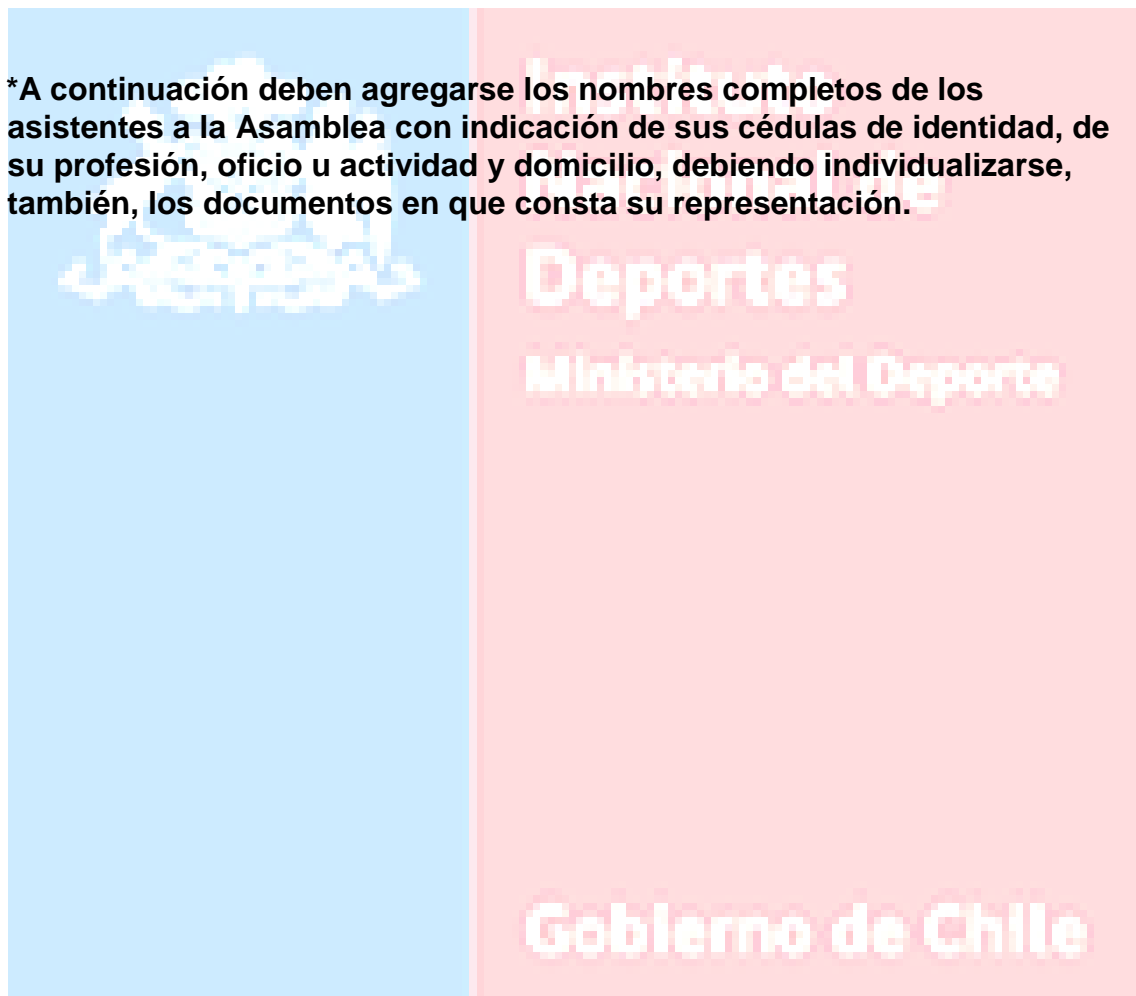 *A continuación deben agregarse los nombres completos de los
asistentes a la Asamblea con indicación de sus cédulas de identidad, de
su profesión, oficio u actividad y domicilio, debiendo individualizarse,
también, los documentos en que consta su representación.
Instituto
Nacional de
Deportes
Ministerio del Deporte
Gobierno de Chile